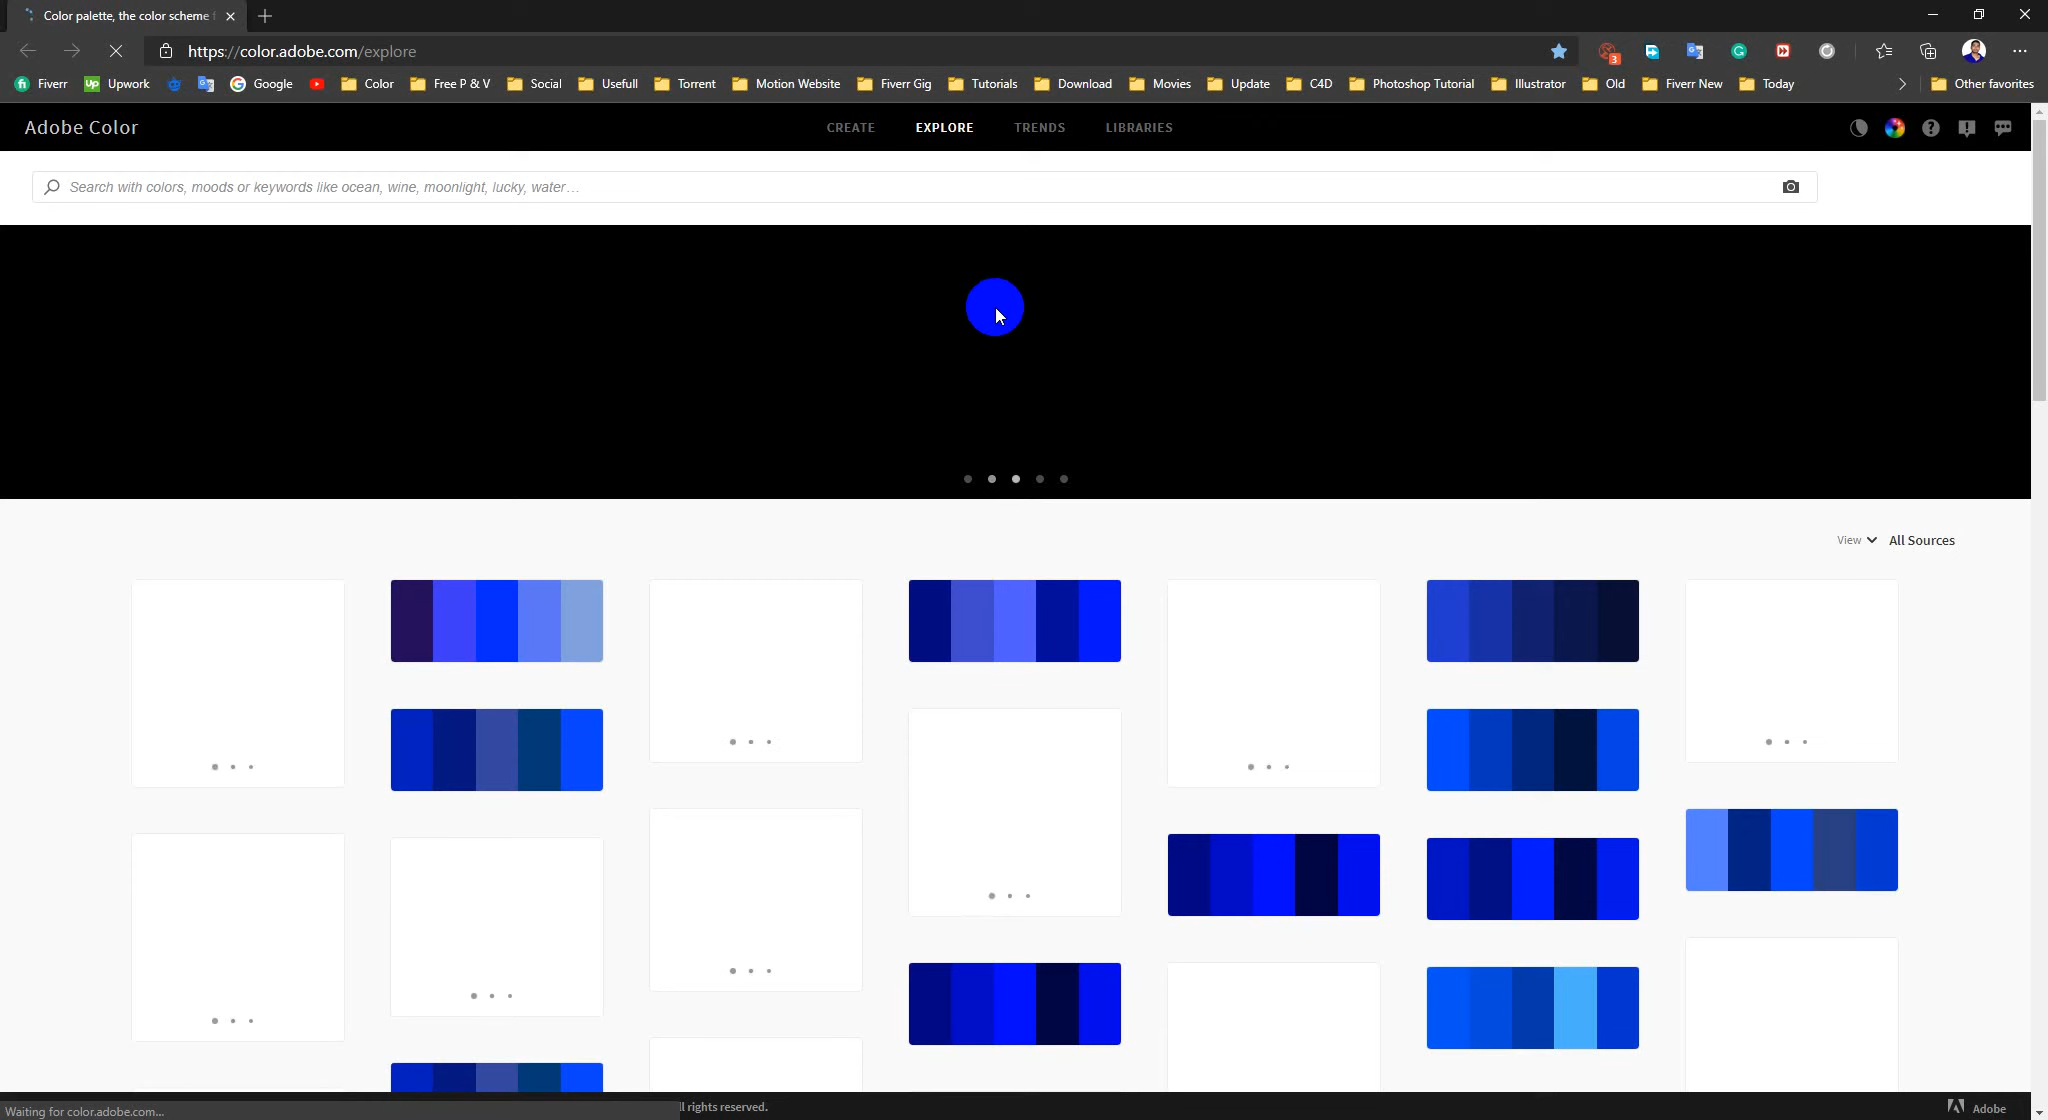 Color palette, the color scheme
https://color.adobe.com/explore
3
Fiverr
Upwork
Google
Color
Free P & V
Social
Usefull
Torrent
Motion Website
Fiverr Gig
Tutorials
Download
Movies
Update
C4D
Photoshop Tutorial
Illustrator
Old
Fiverr New
Today
Other favorites
Adobe Color
CREATE
EXPLORE
TRENDS
LIBRARIES
Search with colors, moods or keywords like ocean, wine, moonlight, lucky, water…
View
All Sources
Waiting for color.adobe.com...
ll rights reserved.
Adobe